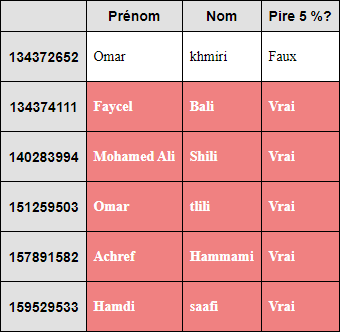 Prénom Nom Pire 5 %?
134372652 Omar khmiri Faux
134374111 Faycel Bali Vrai
140283994 Mohamed Ali Shili Vrai
151259503 Omar tlili Vrai
157891582 Achref Hammami Vrai
159529533 Hamdi saafi Vrai